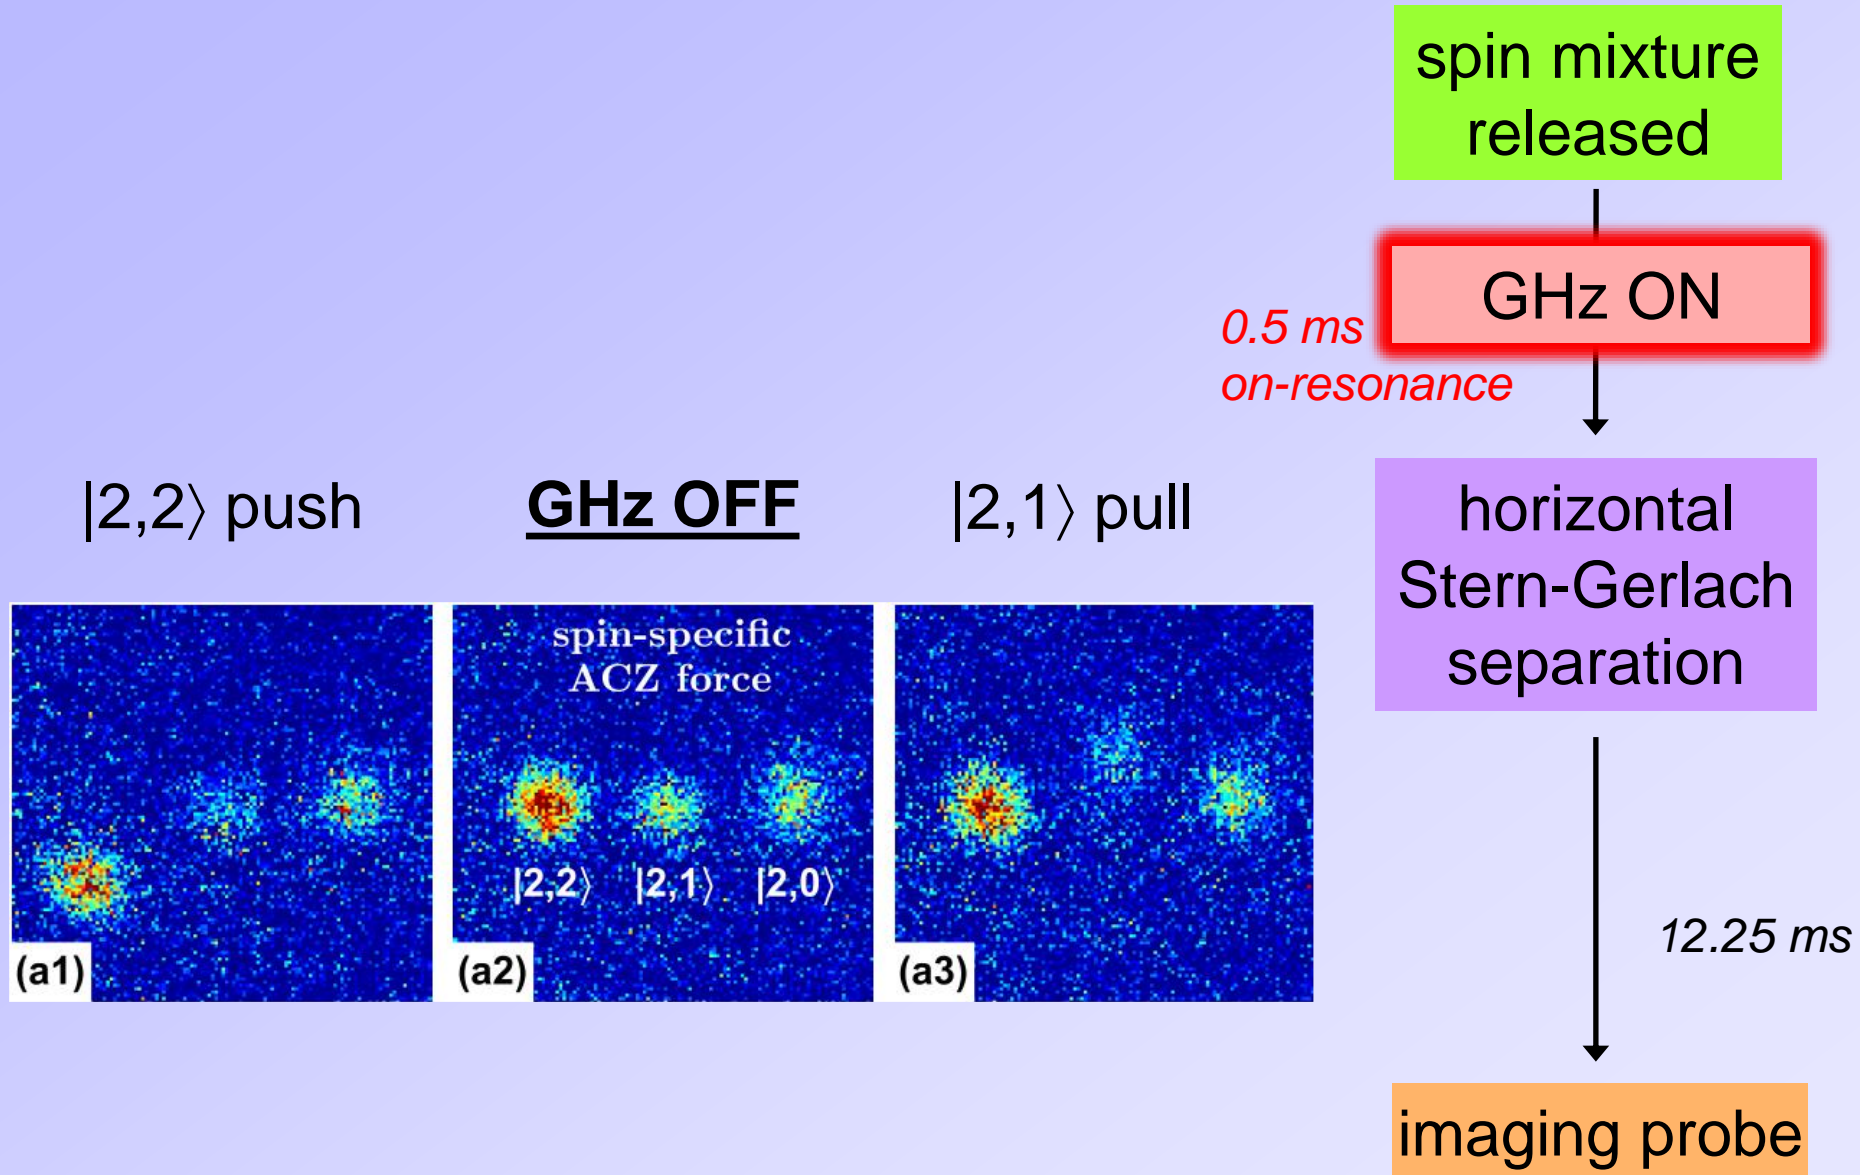 spin mixture
released
GHz ON
0.5 ms
on-resonance
|2,2⟩ push
GHz OFF
|2,1⟩ pull
horizontal
Stern-Gerlach
separation
spin-specific
ACZ force
|2,2⟩ |2,1⟩ |2,0⟩
(a1)
(a2)
(a3)
12.25 ms
imaging probe